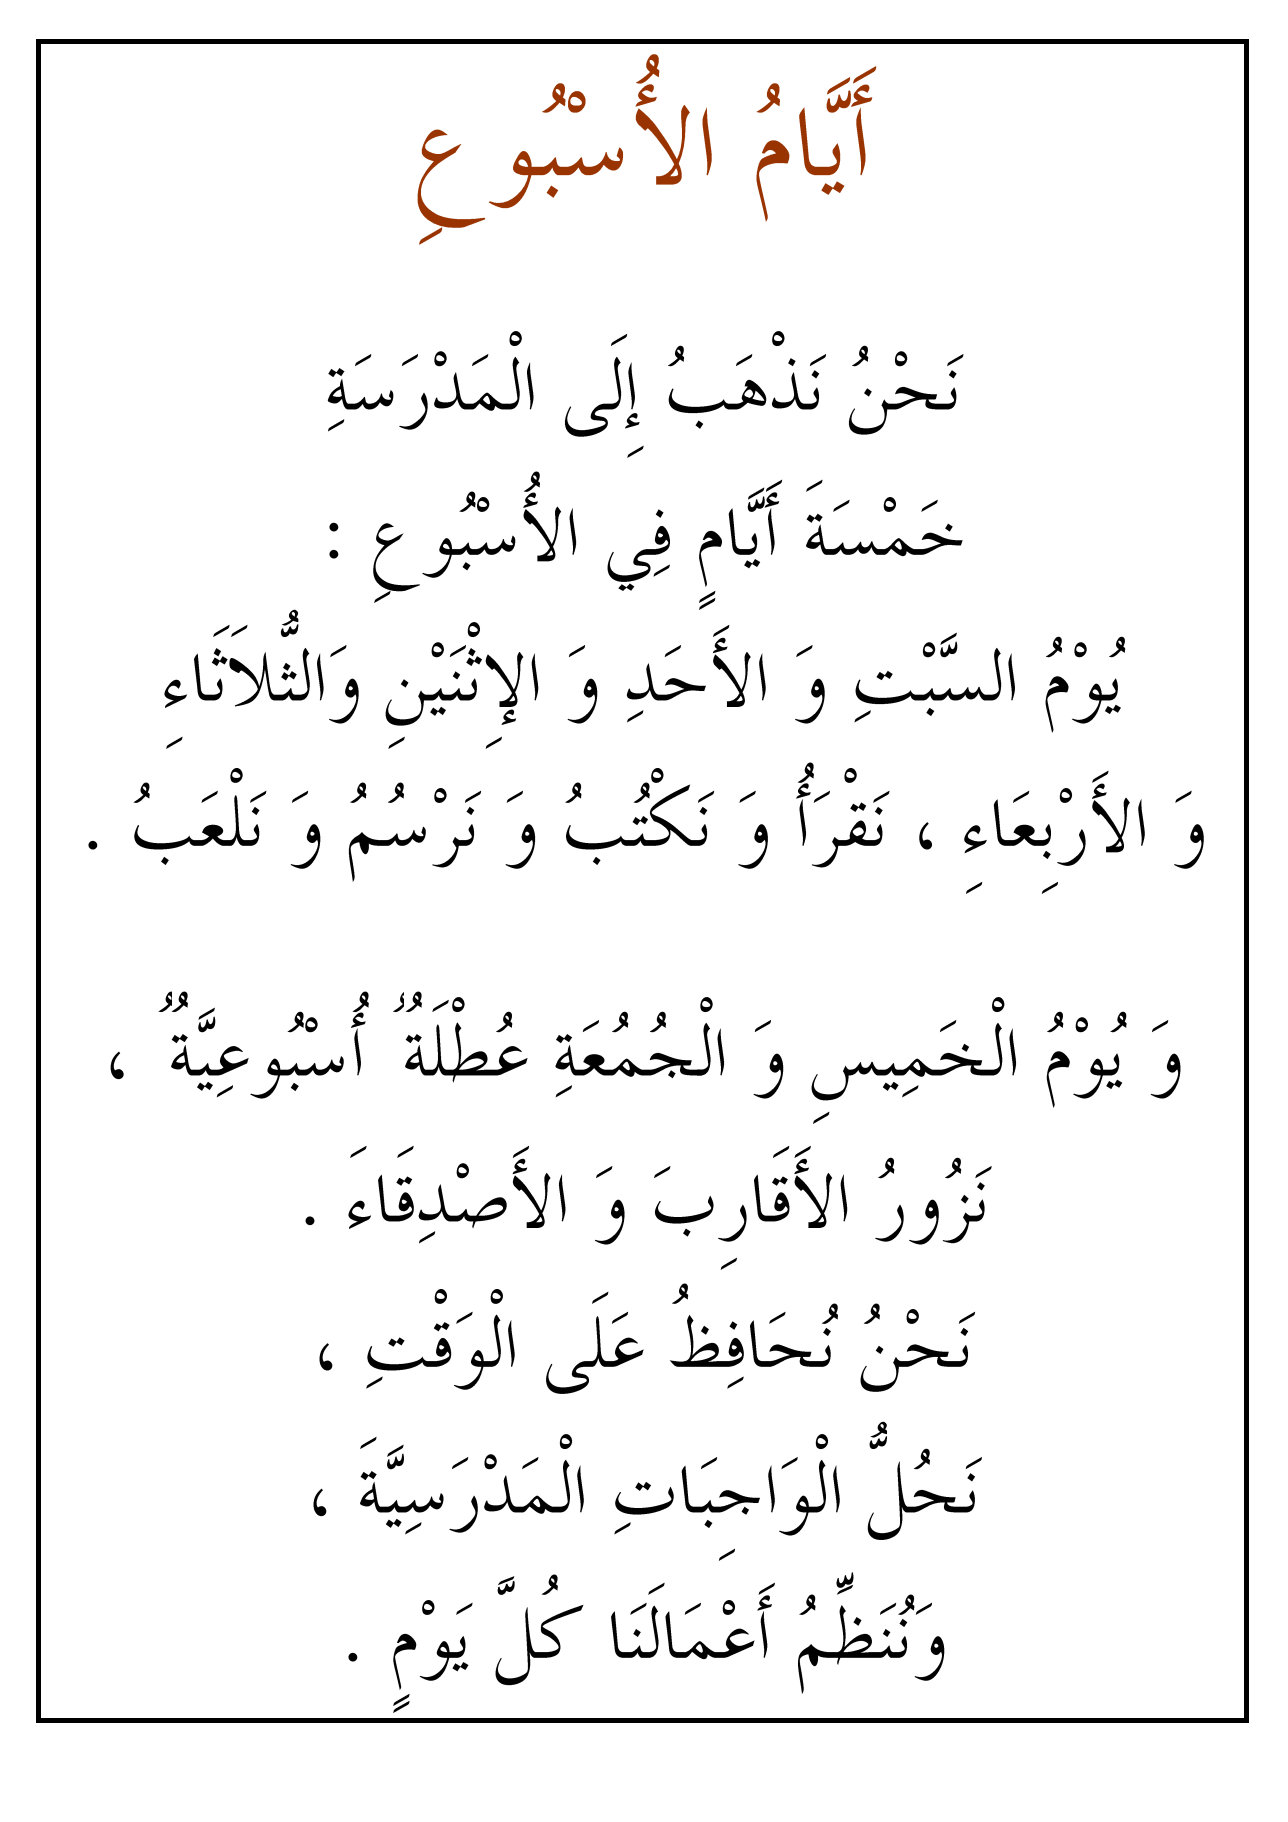 أَيَّامُ الأُسْبُوعِ
نَحْنُ نَذْهَبُ إِلَى الْمَدْرَسَةِ
خَمْسَةَ أَيَّامٍ فِي الأُسْبُوعِ :
يُوْمُ السَّبْتِ وَ الأَحَدِ وَ الإِثْنَيْنِ وَالثُّلاَثَاءِ
وَ الأَرْبِعَاءِ ، نَقْرَأُ وَ نَكْتُبُ وَ نَرْسُمُ وَ نَلْعَبُ .
وَ يُوْمُ الْخَمِيسِ وَ الْجُمُعَةِ عُطْلَةٌ أُسْبُوعِيَّةٌ ،
نَزُورُ الأَقَارِبَ وَ الأَصْدِقَاءَ .
نَحْنُ نُحَافِظُ عَلَى الْوَقْتِ ،
نَحُلُّ الْوَاجِبَاتِ الْمَدْرَسِيَّةَ ،
وَنُنَظِّمُ أَعْمَالَنَا كُلَّ يَوْمٍ .